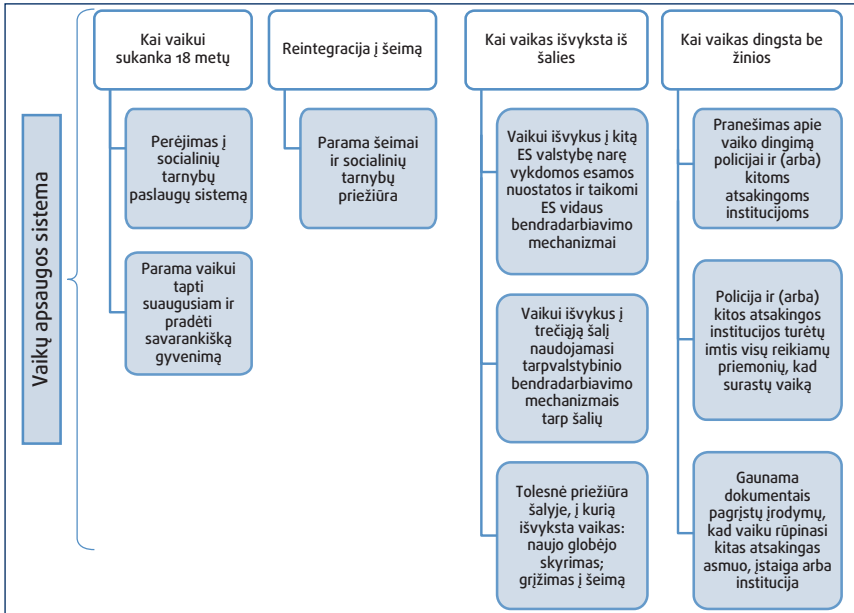 Vaikų apsaugos sistema
Kai vaikui
sukanka 18 metų
Perėjimas į
socialinių
tarnybų
paslaugų sistemą
Parama vaikui
tapti
suaugusiam ir
pradėti
savarankišką
gyvenimą
Reintegracija į šeimą
Parama šeimai
ir socialinių
tarnybų
priežiūra
Kai vaikas išvyksta iš
šalies
Vaikui išvykus į kitą
ES valstybę narę
vykdomos esamos
nuostatos ir taikomi
ES vidaus
bendradarbiavimo
mechanizmai
Vaikui išvykus į
trečiąją šalį
naudojamasi
tarpvalstybinio
bendradarbiavimo
mechanizmais
tarp šalių
Tolesnė priežiūra
šalyje, į kurią
išvyksta vaikas:
naujo globėjo
skyrimas;
grįžimas į šeimą
Kai vaikas dingsta be
žinios
Pranešimas apie
vaiko dingimą
policijai ir (arba)
kitoms
atsakingoms
institucijoms
Policija ir (arba)
kitos atsakingos
institucijos turėtų
imtis visų reikiamų
priemonių, kad
surastų vaiką
Gaunama
dokumentais
pagrįstų įrodymų,
kad vaiku rūpinasi
kitas atsakingas
asmuo, įstaiga arba
institucija